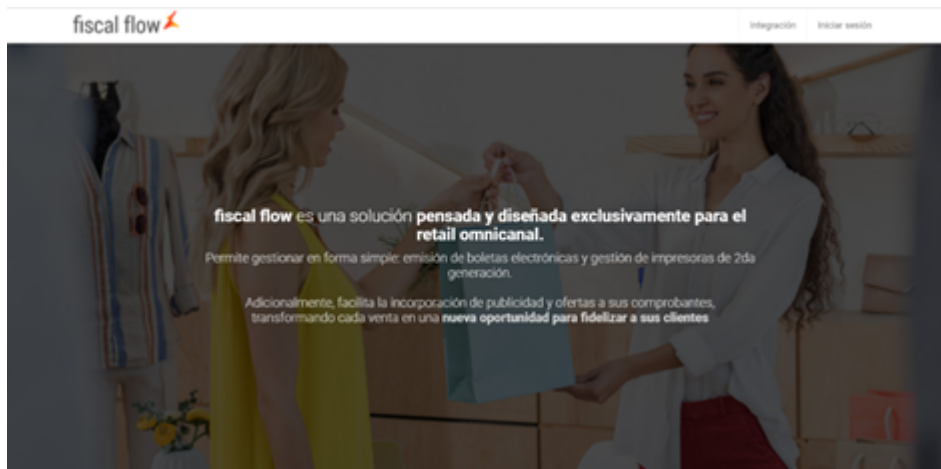 fiscal flow
Integración
Iniciar sesión
fiscal flow es una solución pensada y diseñada exclusivamente para el
retail omnicanal.
Permite gestionar en forma simple: emisión de boletas electrónicas y gestión de impresoras de 2da
generación.
Adicionalmente, facilita la incorporación de publicidad y ofertas a sus comprobantes,
transformando cada venta en una nueva oportunidad para fidelizar a sus clientes